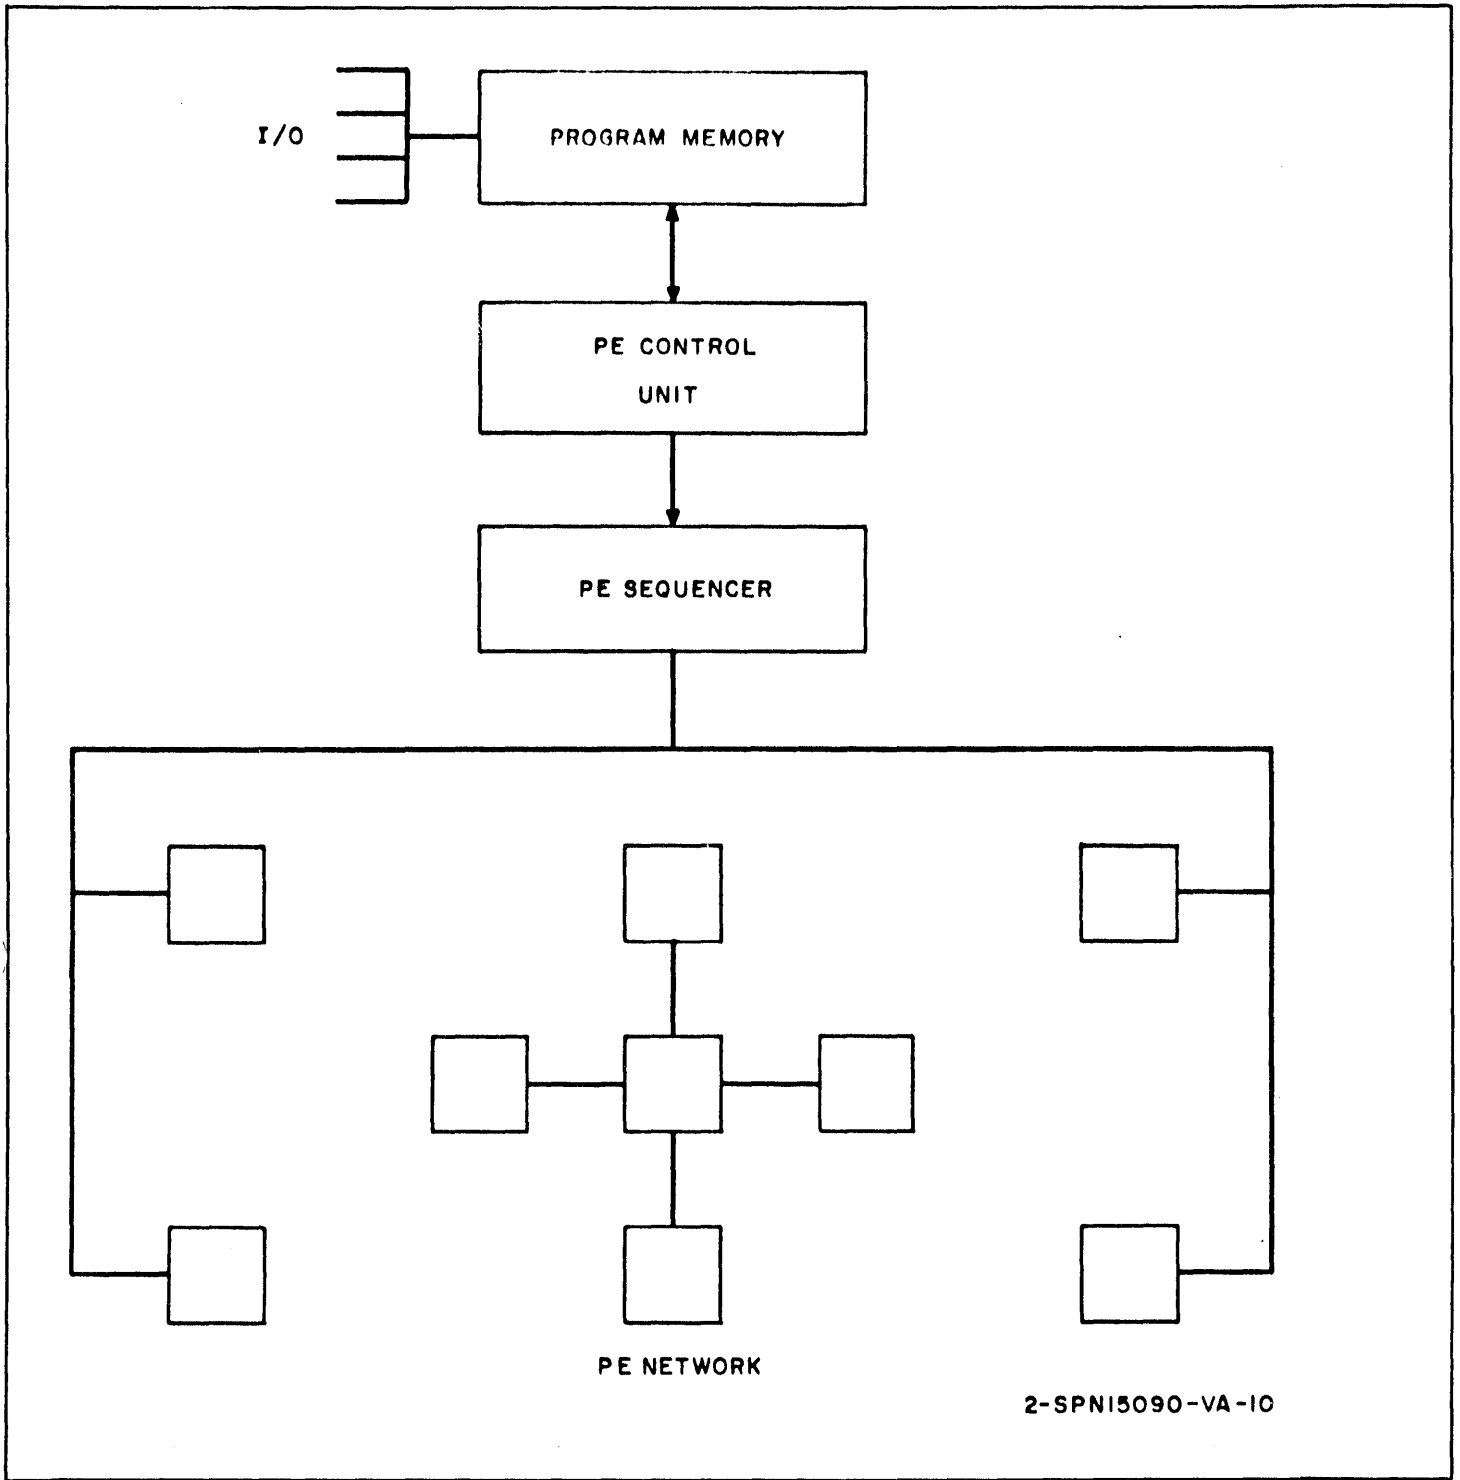 I/O
PROGRAM MEMORY
PE CONTROL
UNIT
PE SEQUENCER
PE NETWORK
2-SPN15090-VA-10